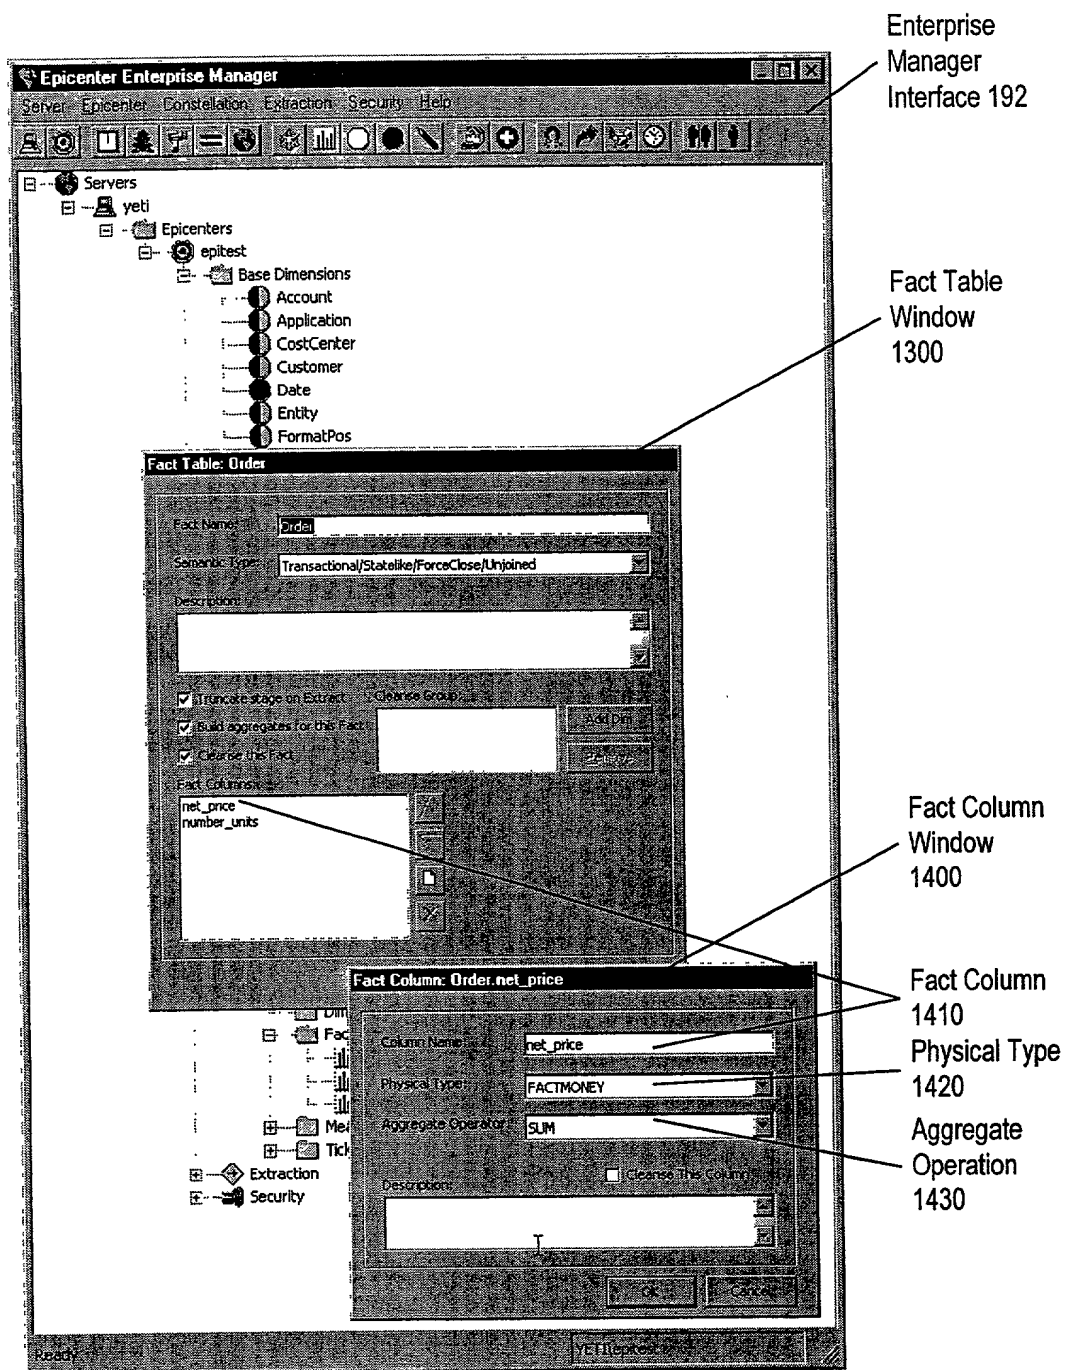 Enterprise
Manager
Interface 192
Epicenter Enterprise Manager
Server Epicenter Constellation Extraction Security Help
Servers
yeti
Epicenters
epitest
Base Dimensions
Account
Application
CostCenter
Customer
Date
Entity
FormatPos
Fact Table
Window
1300
Fact Table: Order
Fact Name:
Order
Semantic Type:
Transactional/Statelike/ForceClose/Unjoined
Description:
Truncate stage on Extract
Cleanse Group:
Build aggregates for this Fact
Add Dim
Cleanse this Fact
Remove
Fact Columns:
net_price
number_units
Fact Column
Window
1400
Fact Column: Order.net_price
Fact Column
1410
Column Name:
net_price
Physical Type
1420
Physical Type:
FACTMONEY
Aggregate Operator:
SUM
Aggregate
Operation
1430
Cleanse This Column
Description:
Dim
Fac
Mea
Tick
Extraction
Security
OK
Cancel
Ready